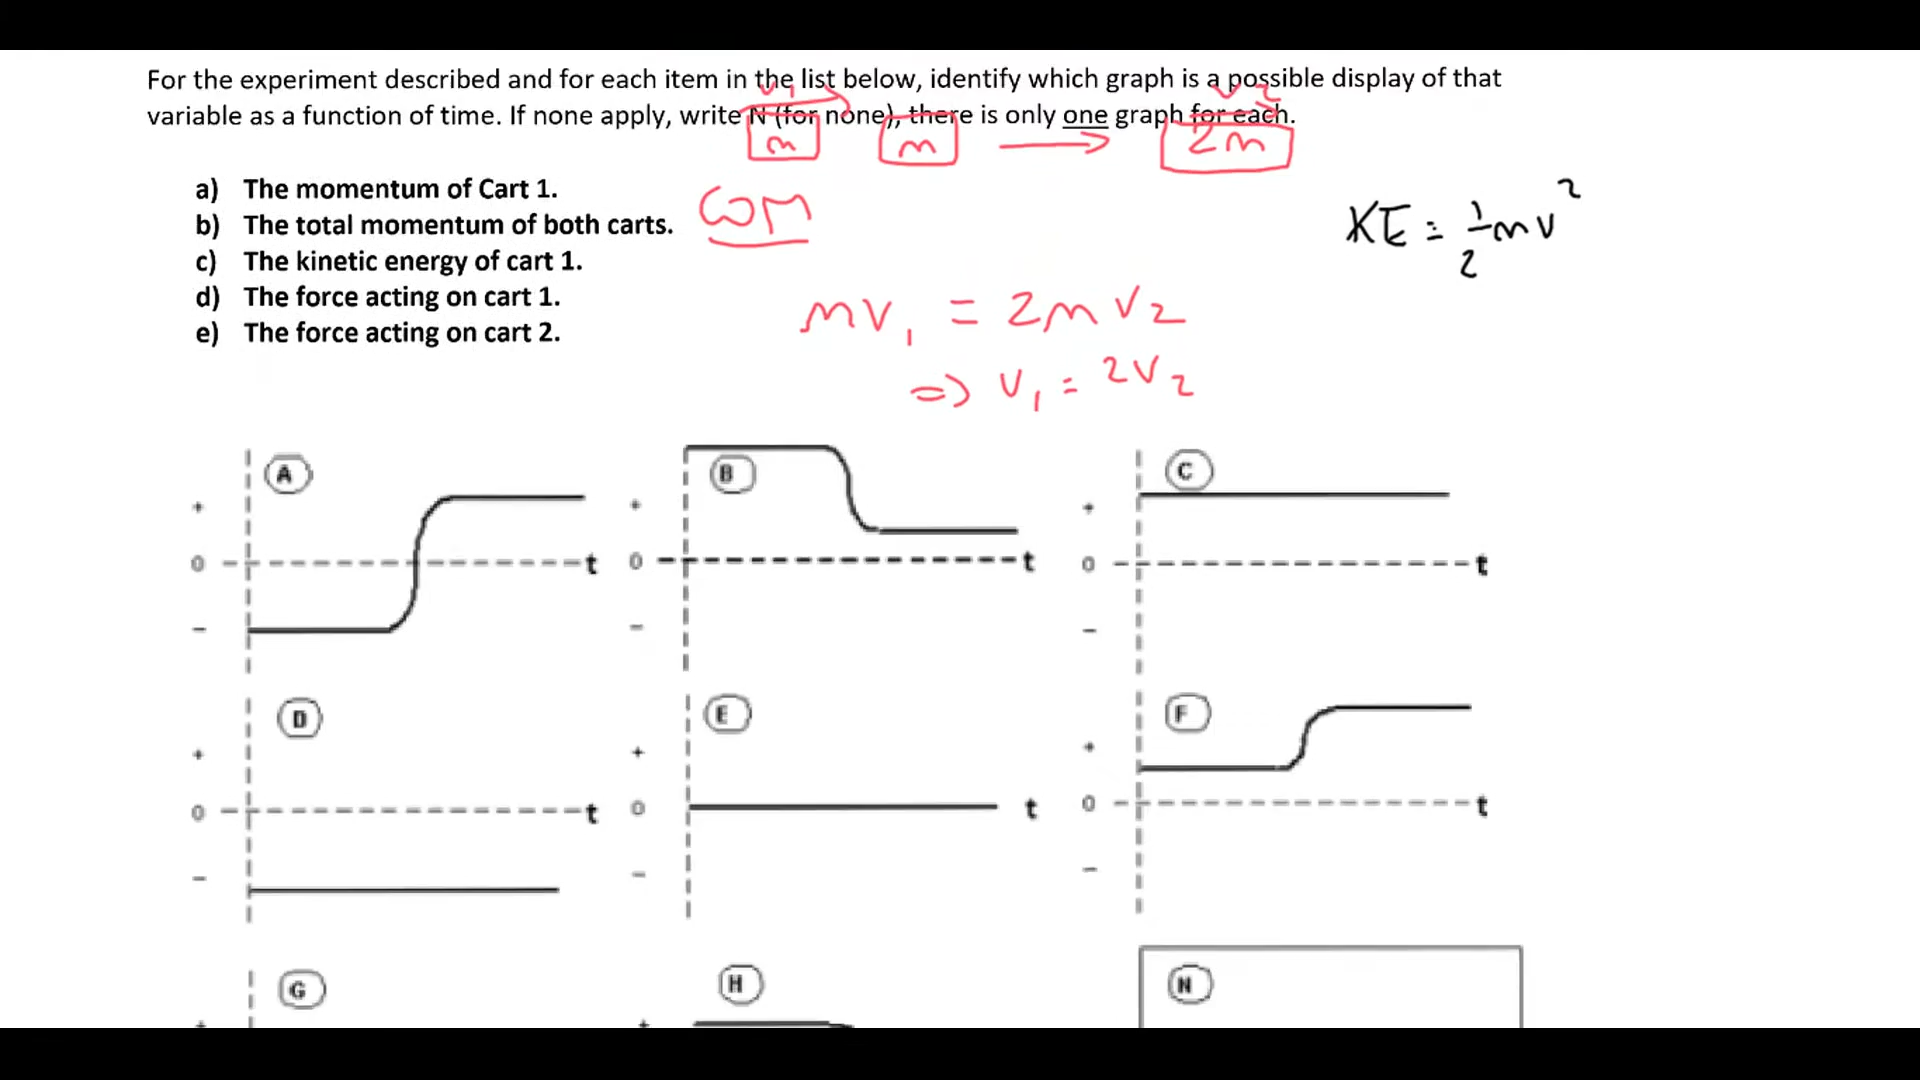 For the experiment described and for each item in the list below, identify which graph is a possible display of that
variable as a function of time. If none apply, write N (for none), there is only one graph for each.
v₁
v₂
m
m
2m
a) The momentum of Cart 1.
b) The total momentum of both carts.
COM
c) The kinetic energy of cart 1.
d) The force acting on cart 1.
e) The force acting on cart 2.
KE = 1/2 mv²
mv₁ = 2mv₂
=> v₁ = 2v₂
A
+
0
-
t
B
+
0
-
t
C
+
0
-
t
D
+
0
-
t
E
+
0
-
t
F
+
0
-
t
G
H
N